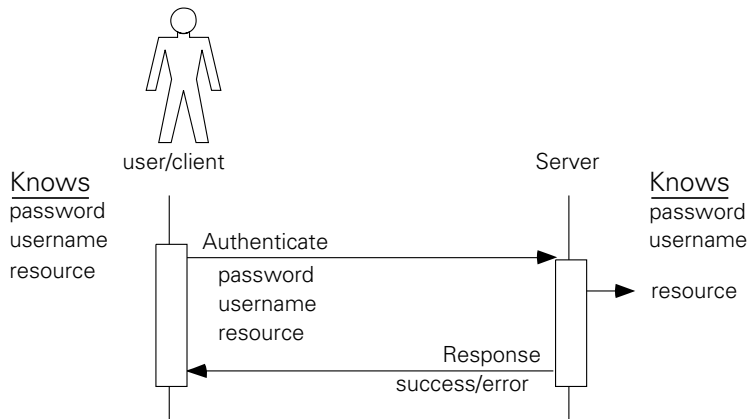 user/client
Server
Knows
password
username
resource
Knows
password
username
resource
Authenticate
password
username
resource
Response
success/error